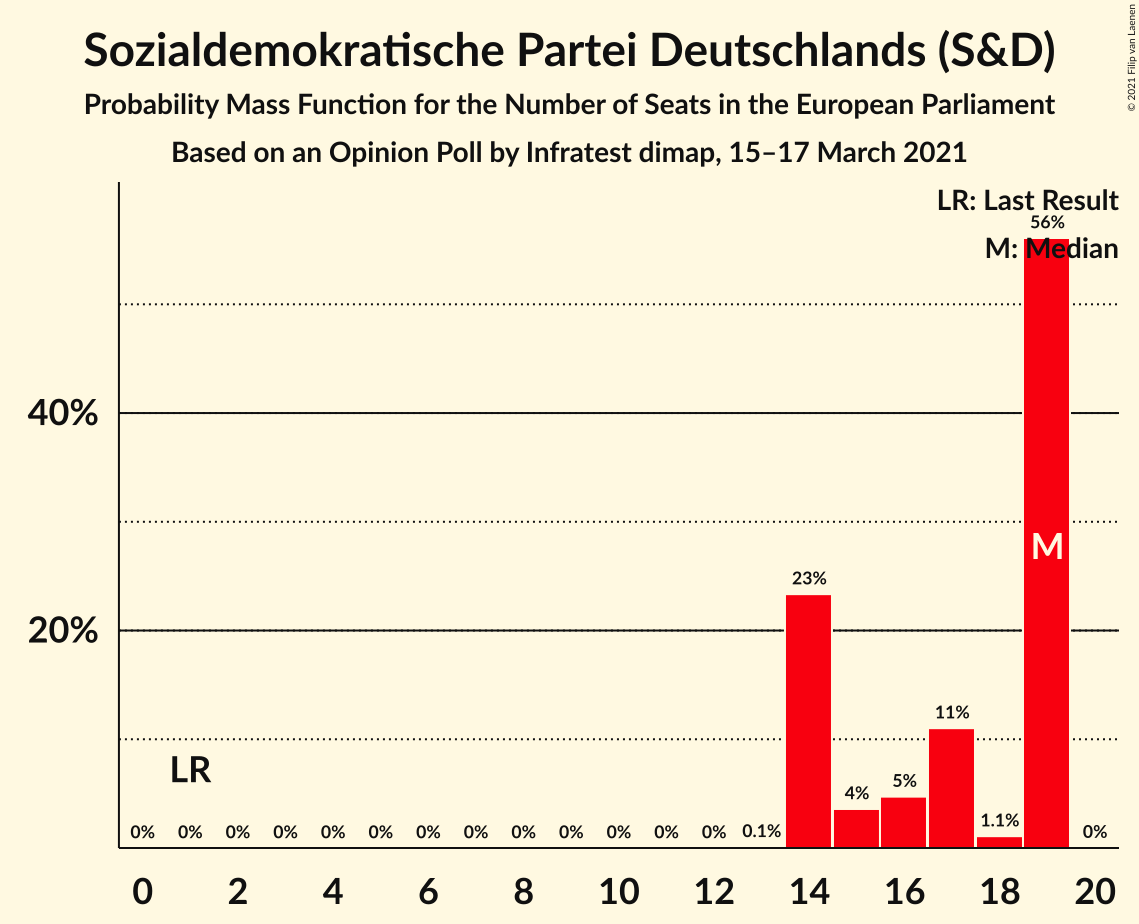 Sozialdemokratische Partei Deutschlands (S&D)
Probability Mass Function for the Number of Seats in the European Parliament
Based on an Opinion Poll by Infratest dimap, 15–17 March 2021
© 2021 Filip van Laenen
LR: Last Result
56%
M: Median
40%
M
23%
20%
11%
LR
5%
4%
1.1%
0% 0% 0% 0% 0% 0% 0% 0% 0% 0% 0% 0% 0% 0.1% 0%
0 2 4 6 8 10 12 14 16 18 20